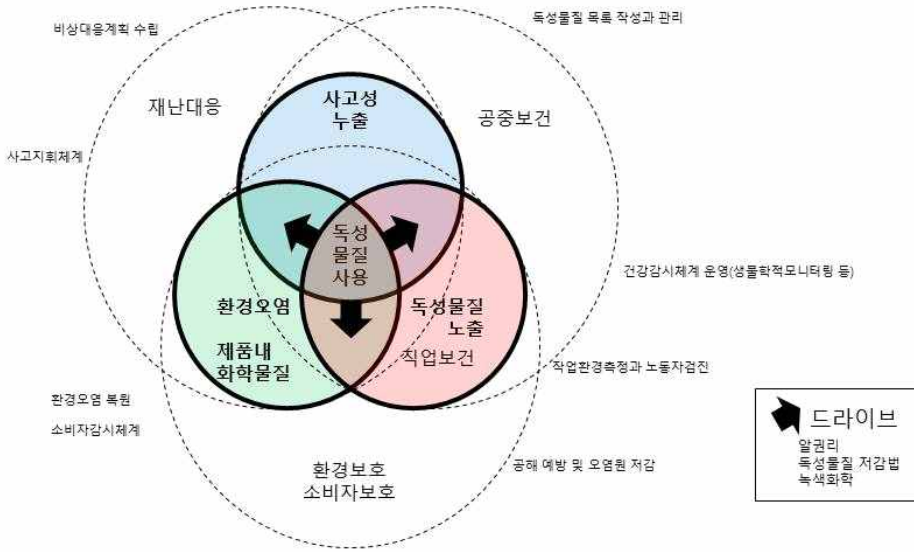 비상대응계획 수립
독성물질 목록 작성과 관리
재난대응
사고성
누출
공중보건
사고지휘체계
독성
물질
사용
건강감시체계 운영(생물학적모니터링 등)
환경오염
독성물질
노출
제품내
화학물질
직업보건
작업환경측정과 노동자검진
환경오염 복원
소비자감시체계
환경보호
소비자보호
공해 예방 및 오염원 저감
드라이브
알권리
독성물질 저감법
녹색화학